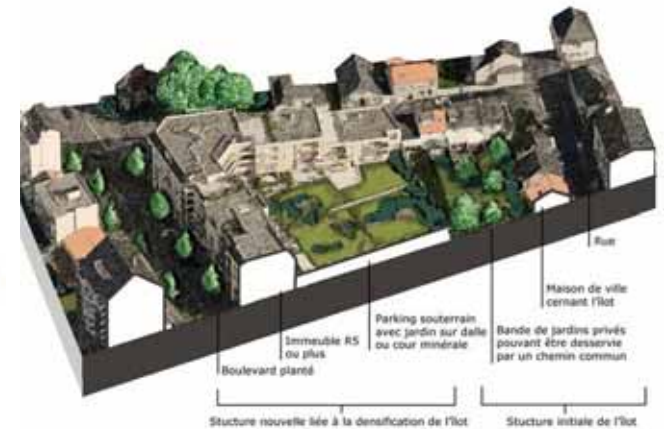 Rue
Maison de ville
cernant l'îlot
Parking souterrain
avec jardin sur dalle
ou cour minérale
Bande de jardins privés
pouvant être desservie
par un chemin commun
Immeuble R5
ou plus
Boulevard planté
Stucture nouvelle liée à la densification de l'îlot
Stucture initiale de l'îlot